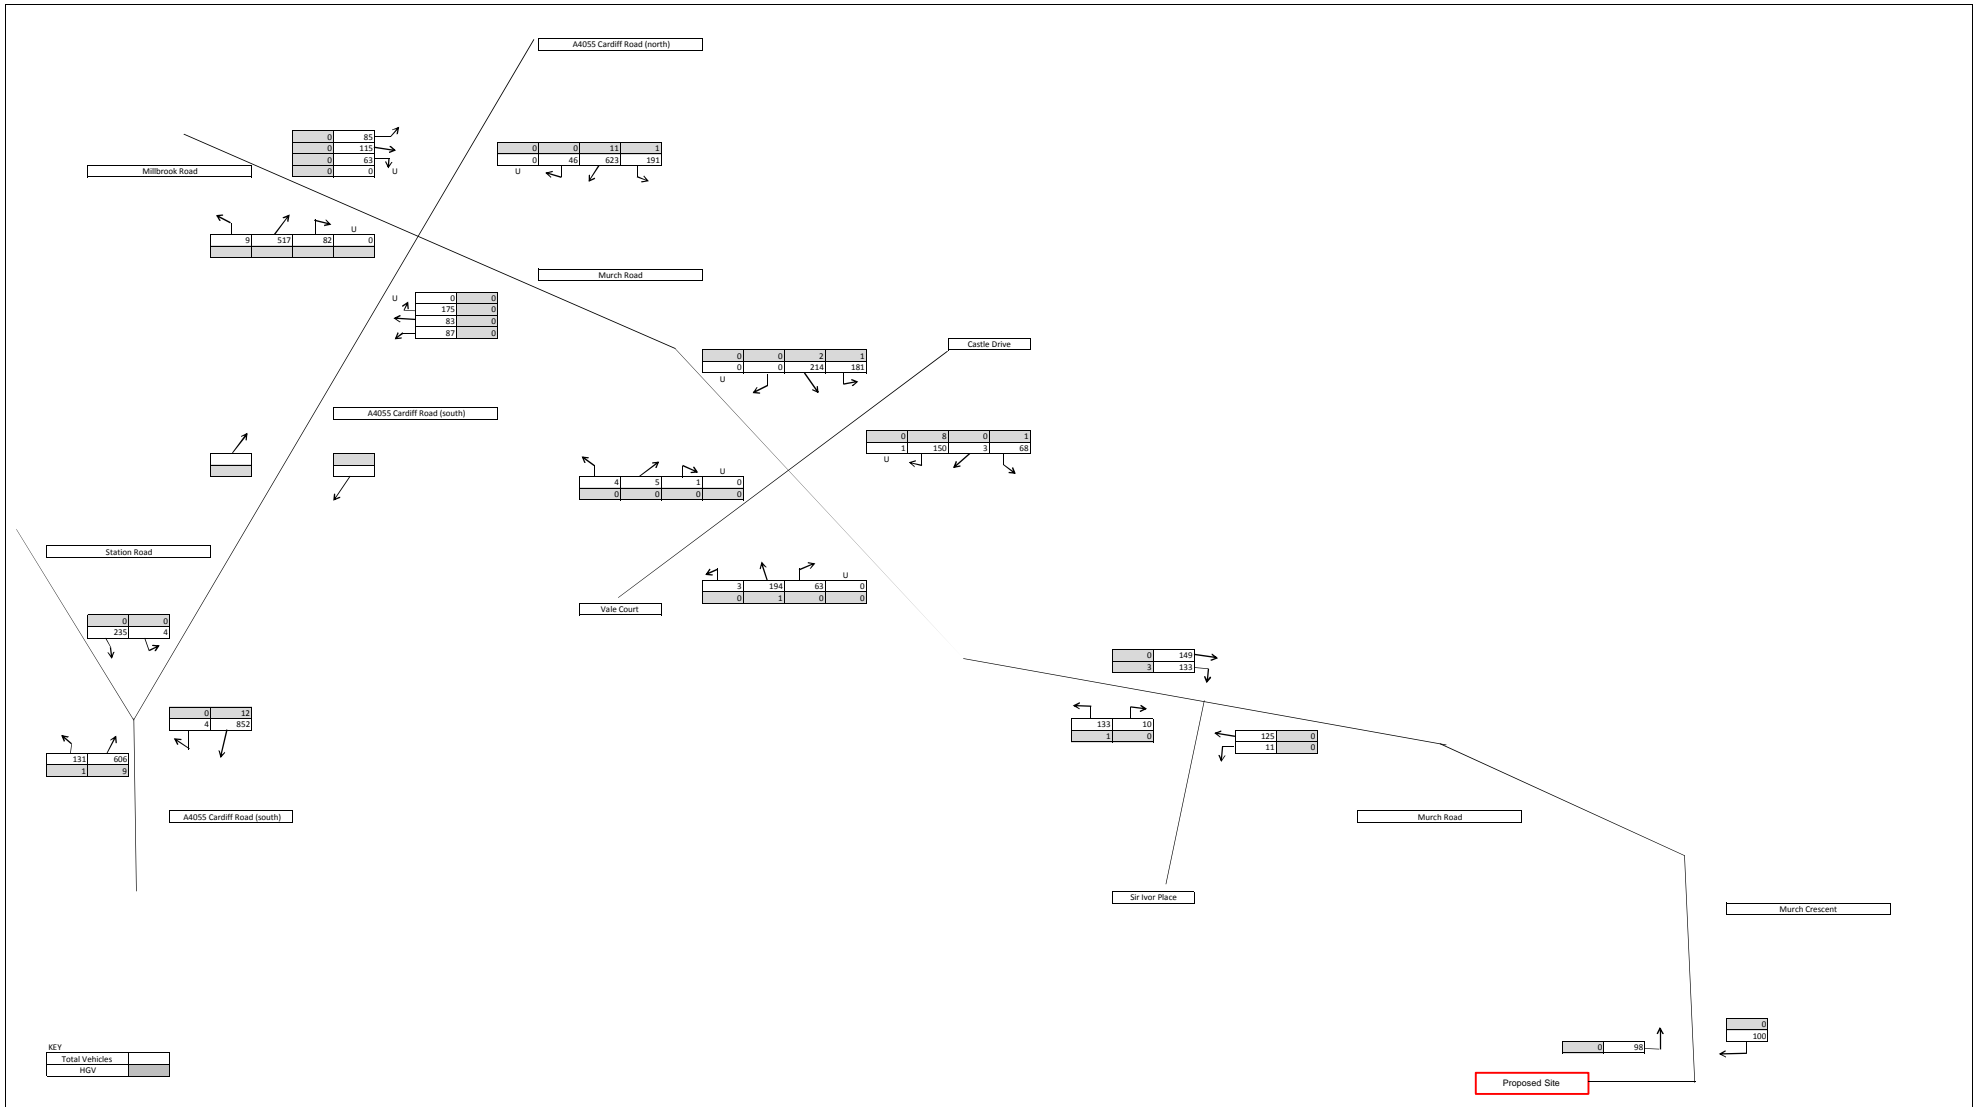 A4055 Cardiff Road (north)
0 85
0 115
0 63
0 0 U
0 0 11 1
0 46 623 191
U
Millbrook Road
U
9 517 82 0
Murch Road
U 0 0
175 0
83 0
87 0
Castle Drive
0 0 2 1
0 0 214 181
U
A4055 Cardiff Road (south)
0 8 0 1
1 150 3 68
U
U
4 5 1 0
0 0 0 0
Station Road
U
3 194 63 0
0 1 0 0
Vale Court
0 0
235 4
0 149
3 133
0 12
4 852
133 10
1 0
125 0
11 0
131 606
1 9
A4055 Cardiff Road (south)
Murch Road
Sir Ivor Place
Murch Crescent
0
100
0 98
KEY
Total Vehicles
HGV
Proposed Site